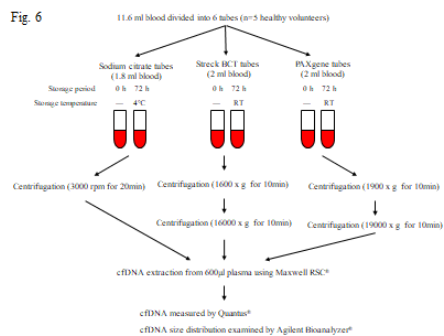 Fig. 6
11.6 ml blood divided into 6 tubes (n=5 healthy volunteers)
Sodium citrate tubes
(1.8 ml blood)
Streck BCT tubes
(2 ml blood)
PAXgene tubes
(2 ml blood)
Storage period 0 h 72 h 0 h 72 h 0 h 72 h
Storage temperature — 4°C — RT — RT
Centrifugation (3000 rpm for 20min)
Centrifugation (1600 x g for 10min)
Centrifugation (1900 x g for 10min)
Centrifugation (16000 x g for 10min)
Centrifugation (19000 x g for 10min)
cfDNA extraction from 600μl plasma using Maxwell RSC®
cfDNA measured by Quantus®
cfDNA size distribution examined by Agilent Bioanalyzer®